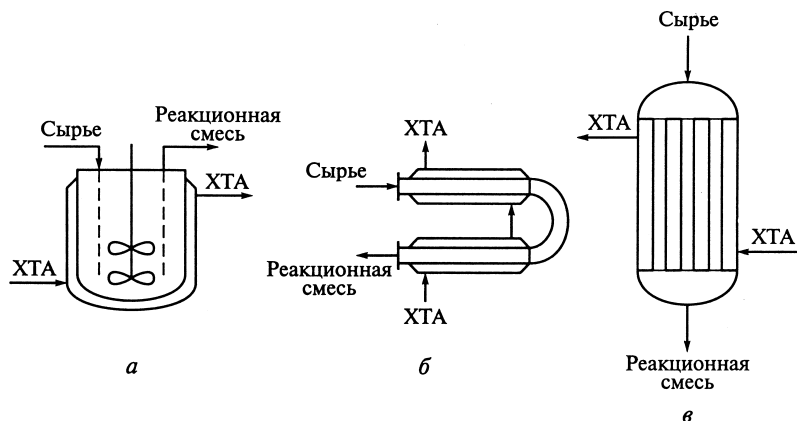 Сырье
Реакционная
смесь
ХТА
ХТА
а
ХТА
Сырье
Реакционная
смесь
ХТА
б
Сырье
ХТА
ХТА
Реакционная
смесь
в